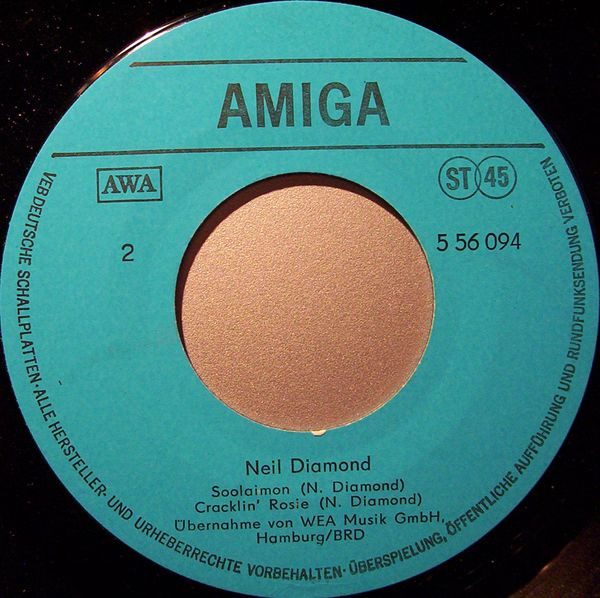 AMIGA
AWA
ST 45
2
5 56 094
Neil Diamond
Soolaimon (N. Diamond)
Cracklin' Rosie (N. Diamond)
Übernahme von WEA Musik GmbH,
Hamburg/BRD
VEB DEUTSCHE SCHALLPLATTEN · ALLE HERSTELLER- UND URHEBERRECHTE VORBEHALTEN · ÜBERSPIELUNG, ÖFFENTLICHE AUFFÜHRUNG UND RUNDFUNKSENDUNG VERBOTEN